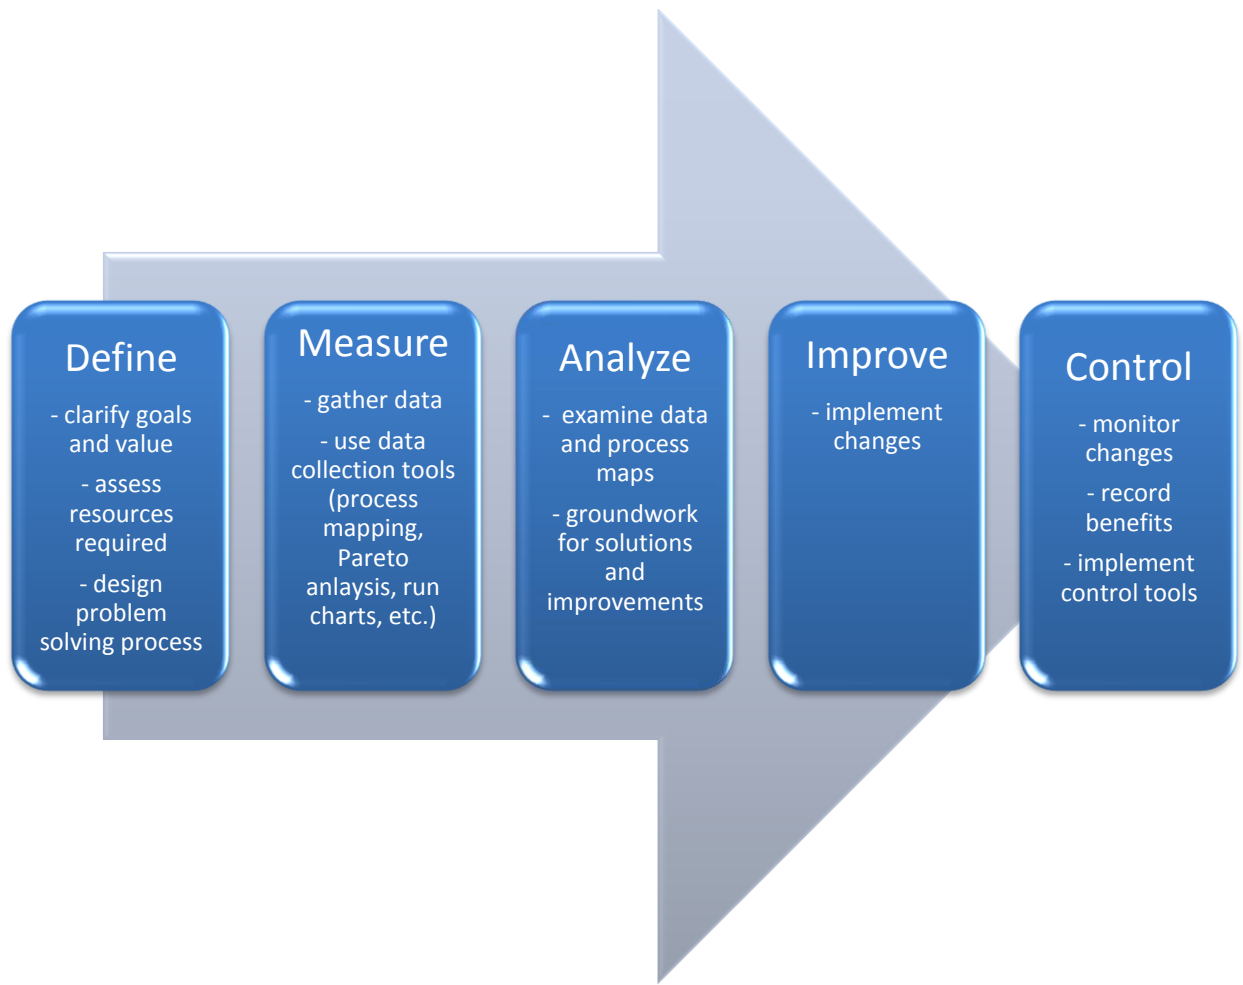 Define
- clarify goals
and value
- assess
resources
required
- design
problem
solving process
Measure
- gather data
- use data
collection tools
(process
mapping,
Pareto
anlaysis, run
charts, etc.)
Analyze
- examine data
and process
maps
- groundwork
for solutions
and
improvements
Improve
- implement
changes
Control
- monitor
changes
- record
benefits
- implement
control tools